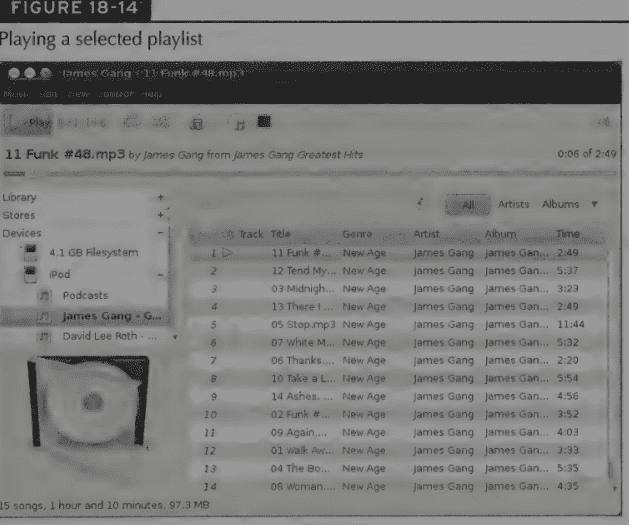 FIGURE 18-14
Playing a selected playlist
James Gang - 11 Funk #48.mp3
Music Edit View Control Help
Play
11 Funk #48.mp3 by James Gang from James Gang Greatest Hits 0:06 of 2:49
Library +
Stores +
Devices −
4.1 GB Filesystem
iPod −
Podcasts
James Gang - G...
David Lee Roth - ...
All Artists Albums
Track Title Genre Artist Album Time
1 11 Funk #... New Age James Gang James Gan... 2:49
2 12 Tend My... New Age James Gang James Gan... 5:37
3 03 Midnigh... New Age James Gang James Gan... 3:23
4 13 There I ... New Age James Gang James Gan... 2:49
5 05 Stop.mp3 New Age James Gang James Gan... 11:44
6 07 White M... New Age James Gang James Gan... 5:32
7 06 Thanks.... New Age James Gang James Gan... 2:20
8 10 Take a L... New Age James Gang James Gan... 5:54
9 14 Ashes, ... New Age James Gang James Gan... 4:56
10 02 Funk #... New Age James Gang James Gan... 3:52
11 09 Again.... New Age James Gang James Gan... 4:03
12 01 Walk Aw... New Age James Gang James Gan... 3:33
13 04 The Bo... New Age James Gang James Gan... 5:35
14 08 Woman.... New Age James Gang James Gan... 4:35
15 songs, 1 hour and 10 minutes, 97.3 MB